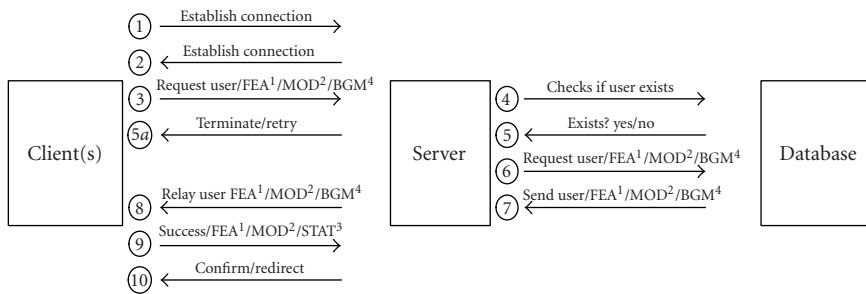 1 Establish connection
2 Establish connection
3 Request user/FEA¹/MOD²/BGM⁴
5a Terminate/retry
Client(s)
8 Relay user FEA¹/MOD²/BGM⁴
9 Success/FEA¹/MOD²/STAT³
10 Confirm/redirect
Server
4 Checks if user exists
5 Exists? yes/no
6 Request user/FEA¹/MOD²/BGM⁴
7 Send user/FEA¹/MOD²/BGM⁴
Database